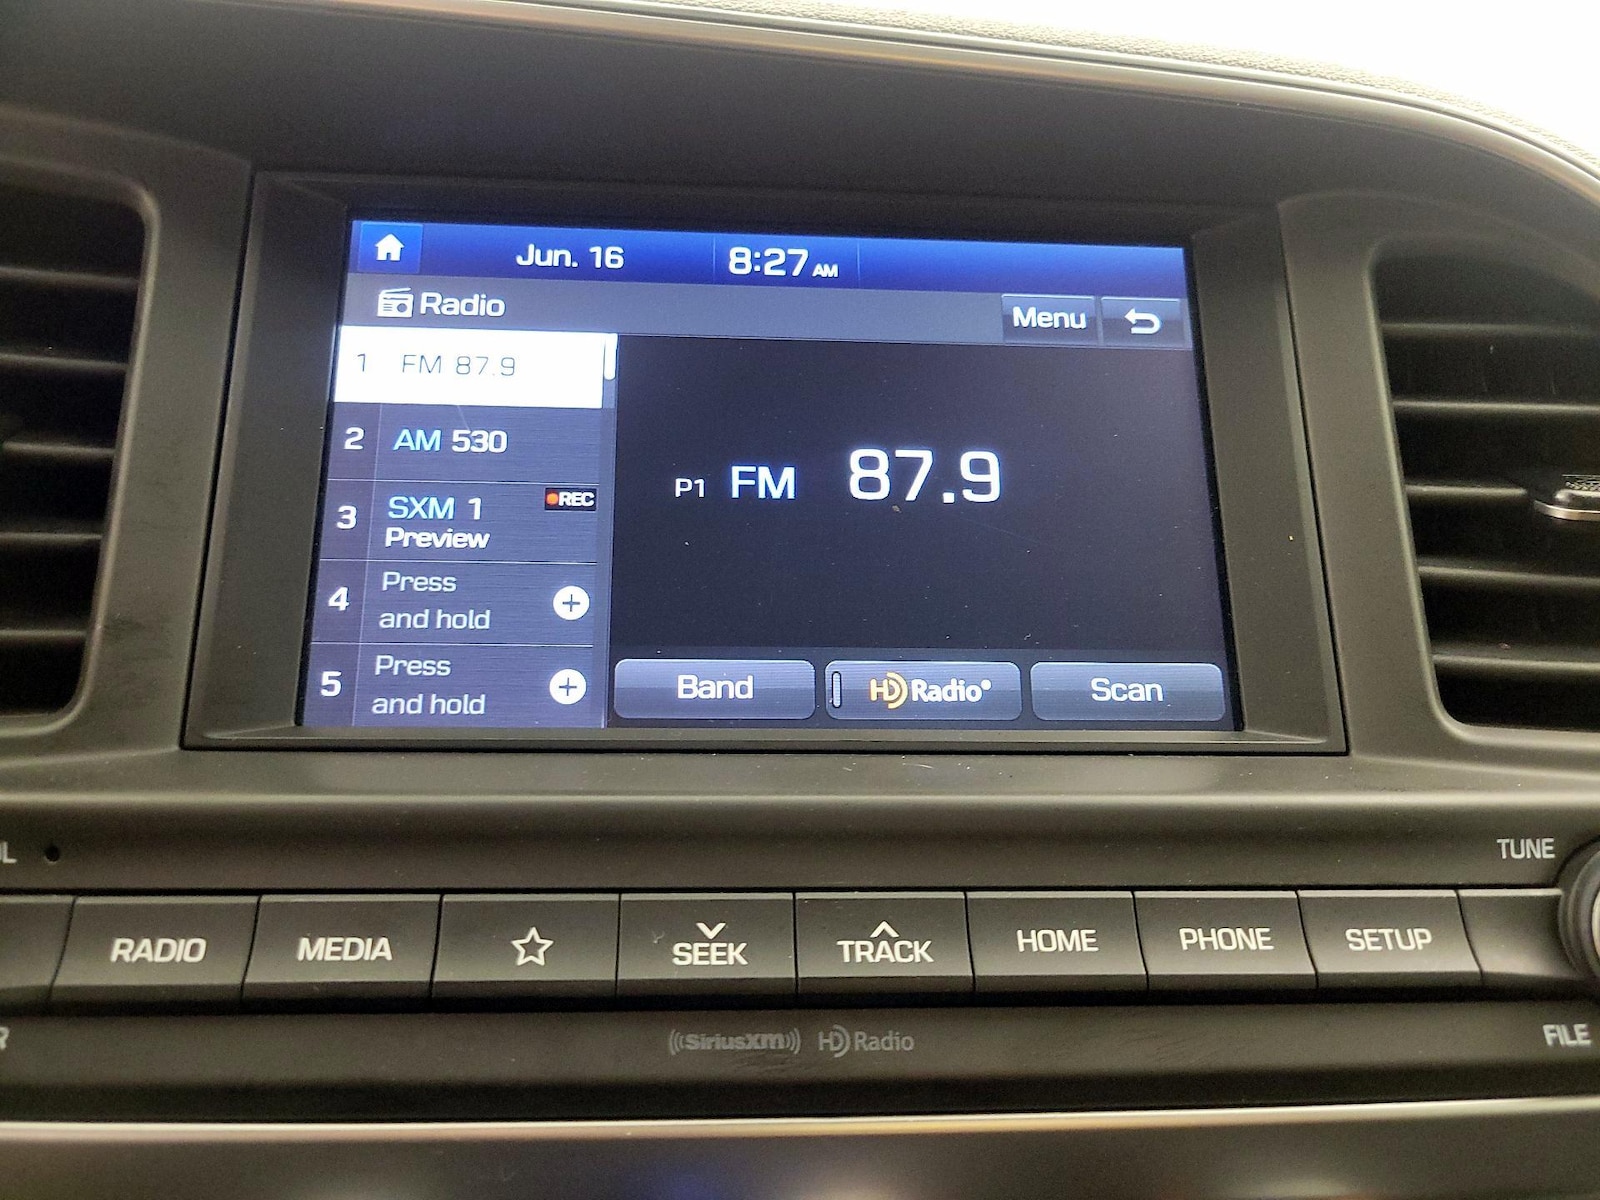 Jun. 16 8:27 AM
Radio Menu
1 FM 87.9
2 AM 530
3 SXM 1 REC
Preview
4 Press
and hold
5 Press
and hold
P1 FM 87.9
Band HD Radio Scan
TUNE
RADIO MEDIA SEEK TRACK HOME PHONE SETUP
((SiriusXM)) HD Radio
FILE